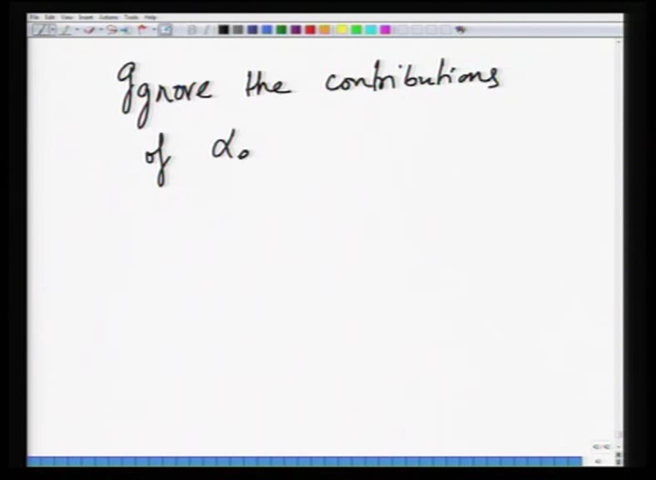 Ignore the contributions
of α₀